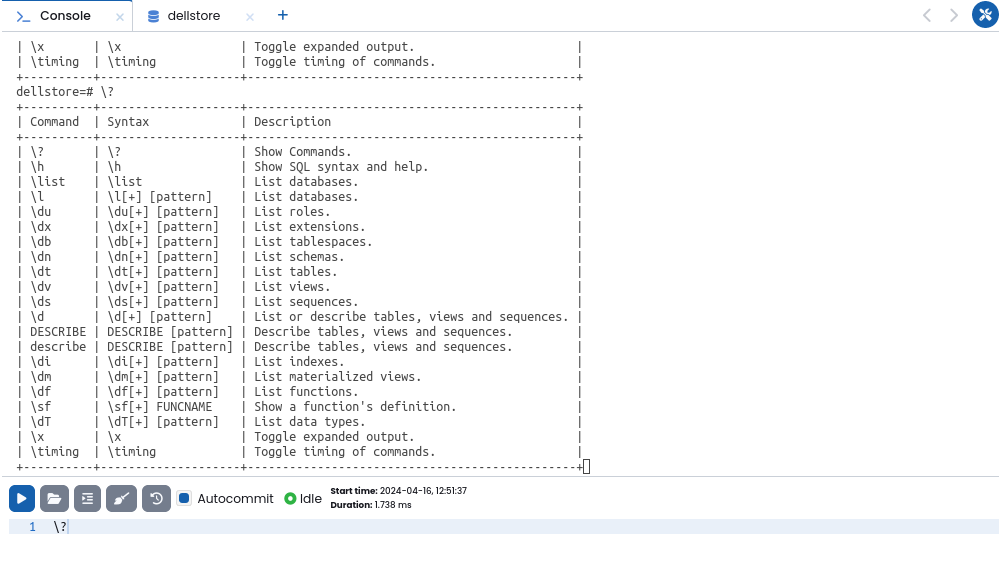 Console
dellstore
| \x       | \x                 | Toggle expanded output.                       |
| \timing  | \timing            | Toggle timing of commands.                    |
+----------+--------------------+-----------------------------------------------+
dellstore=# \?
+----------+--------------------+-----------------------------------------------+
| Command  | Syntax             | Description                                   |
+----------+--------------------+-----------------------------------------------+
| \?       | \?                 | Show Commands.                                |
| \h       | \h                 | Show SQL syntax and help.                     |
| \list    | \list              | List databases.                               |
| \l       | \l[+] [pattern]    | List databases.                               |
| \du      | \du[+] [pattern]   | List roles.                                   |
| \dx      | \dx[+] [pattern]   | List extensions.                              |
| \db      | \db[+] [pattern]   | List tablespaces.                             |
| \dn      | \dn[+] [pattern]   | List schemas.                                 |
| \dt      | \dt[+] [pattern]   | List tables.                                  |
| \dv      | \dv[+] [pattern]   | List views.                                   |
| \ds      | \ds[+] [pattern]   | List sequences.                               |
| \d       | \d[+] [pattern]    | List or describe tables, views and sequences. |
| DESCRIBE | DESCRIBE [pattern] | Describe tables, views and sequences.         |
| describe | DESCRIBE [pattern] | Describe tables, views and sequences.         |
| \di      | \di[+] [pattern]   | List indexes.                                 |
| \dm      | \dm[+] [pattern]   | List materialized views.                      |
| \df      | \df[+] [pattern]   | List functions.                               |
| \sf      | \sf[+] FUNCNAME    | Show a function's definition.                 |
| \dT      | \dT[+] [pattern]   | List data types.                              |
| \x       | \x                 | Toggle expanded output.                       |
| \timing  | \timing            | Toggle timing of commands.                    |
+----------+--------------------+-----------------------------------------------+
Autocommit
Idle
Start time: 2024-04-16, 12:51:37
Duration: 1.738 ms
1 \?